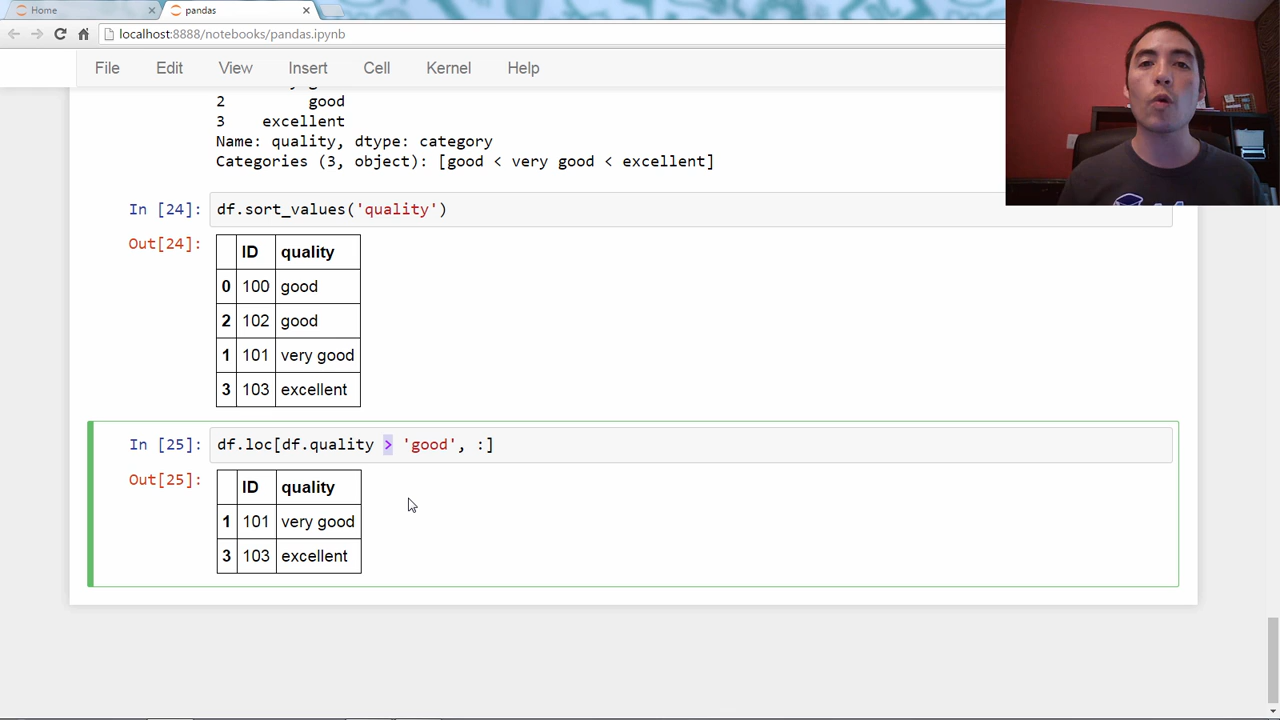 Home
pandas
localhost:8888/notebooks/pandas.ipynb
File Edit View Insert Cell Kernel Help
2 good
3 excellent
Name: quality, dtype: category
Categories (3, object): [good < very good < excellent]
In [24]: df.sort_values('quality')
Out[24]:
ID quality
0 100 good
2 102 good
1 101 very good
3 103 excellent
In [25]: df.loc[df.quality > 'good', :]
Out[25]:
ID quality
1 101 very good
3 103 excellent